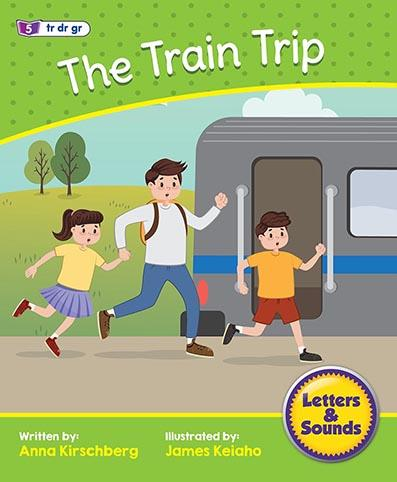 5 tr dr gr
The Train Trip
Letters
&
Sounds
Written by:
Anna Kirschberg
Illustrated by:
James Keiaho